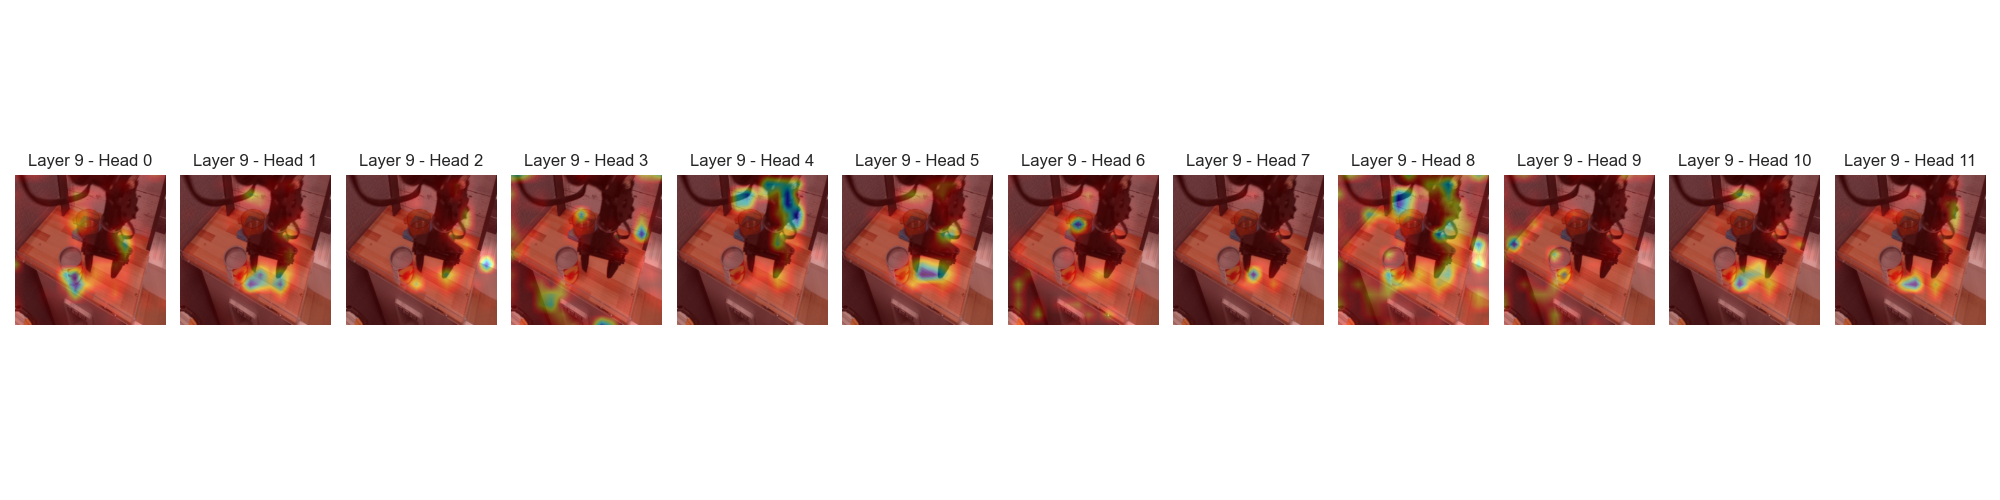 Layer 9 - Head 0
Layer 9 - Head 1
Layer 9 - Head 2
Layer 9 - Head 3
Layer 9 - Head 4
Layer 9 - Head 5
Layer 9 - Head 6
Layer 9 - Head 7
Layer 9 - Head 8
Layer 9 - Head 9
Layer 9 - Head 10
Layer 9 - Head 11